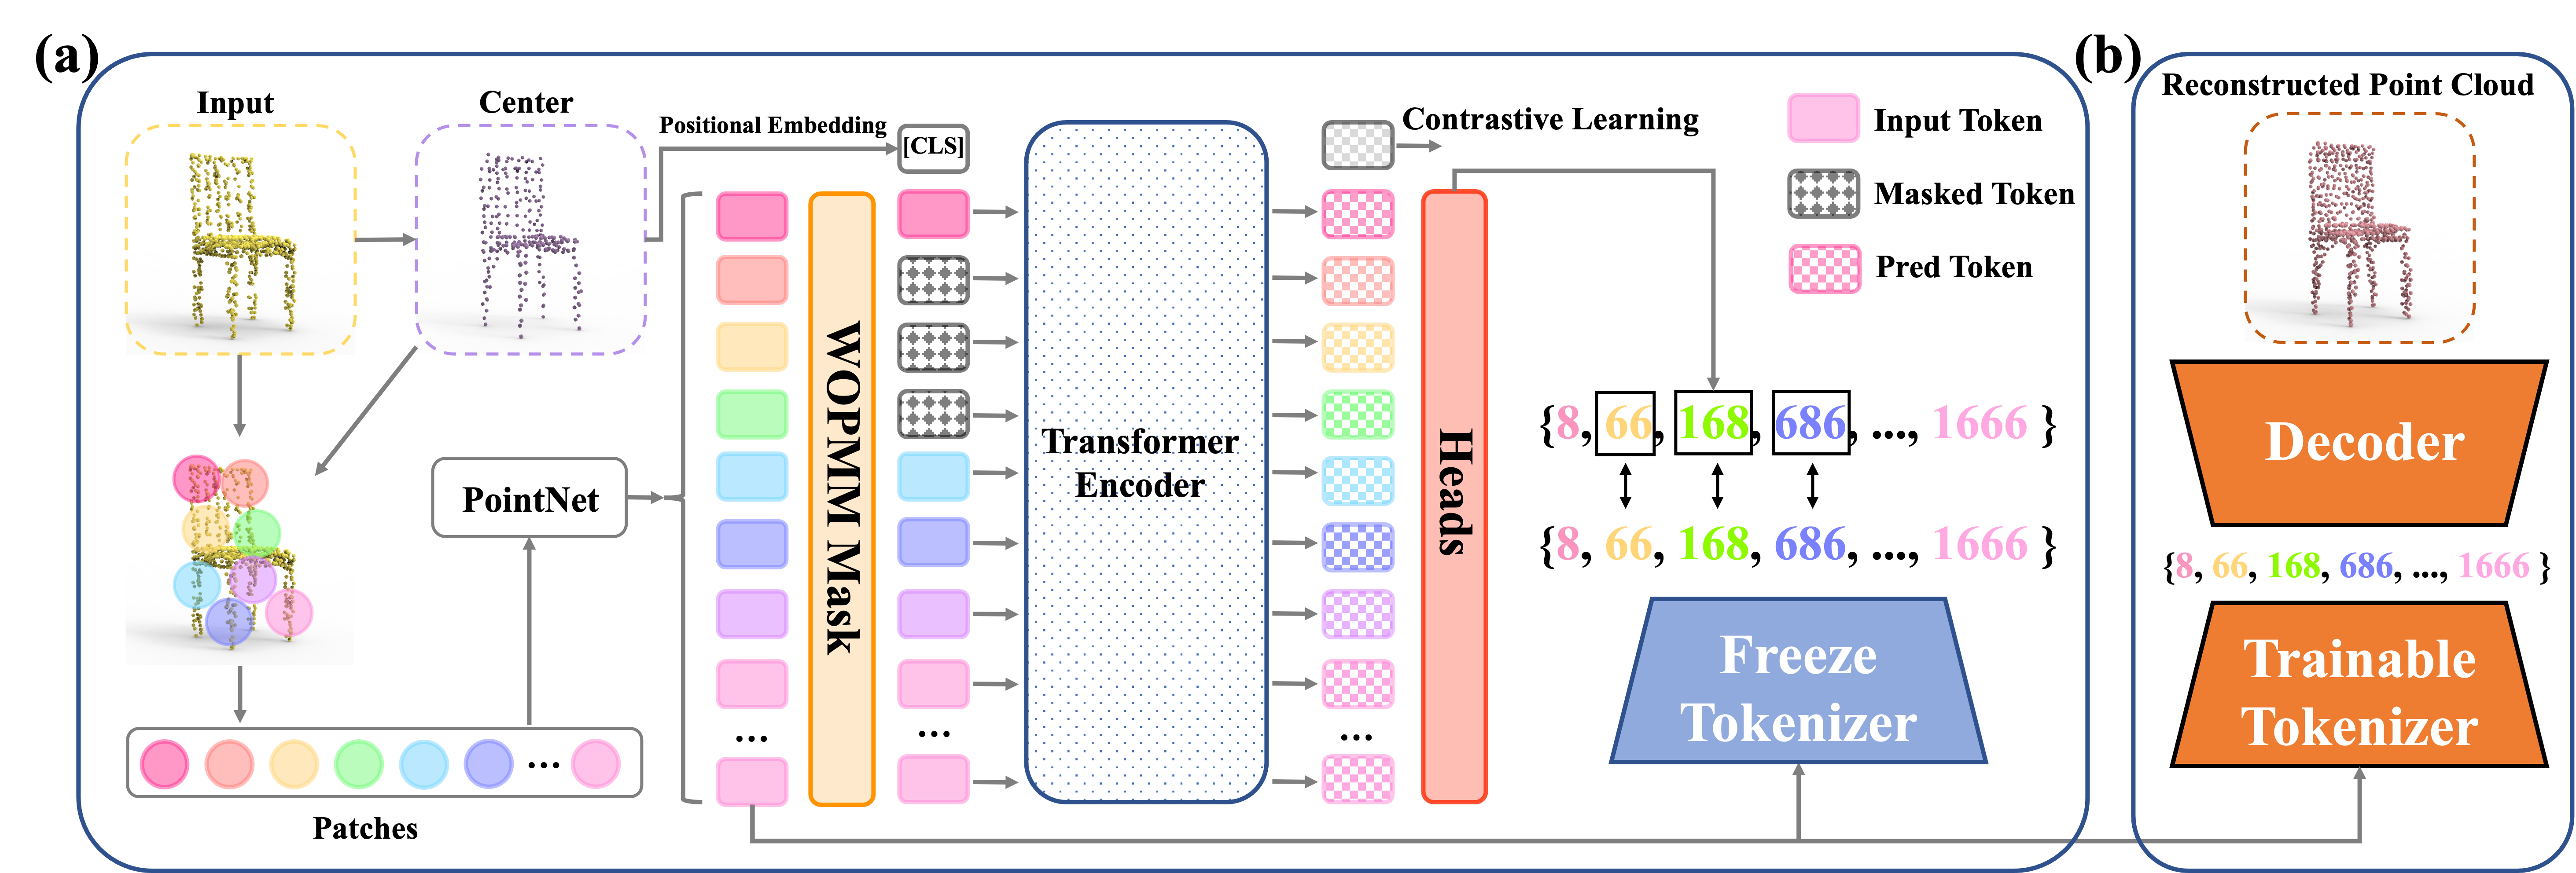 (a)
Input
Center
Positional Embedding
[CLS]
Contrastive Learning
Input Token
Masked Token
Pred Token
PointNet
WOPMM Mask
Transformer
Encoder
Heads
{8, 66, 168, 686, ..., 1666 }
{8, 66, 168, 686, ..., 1666 }
Freeze
Tokenizer
...
...
...
...
Patches
(b)
Reconstructed Point Cloud
Decoder
{8, 66, 168, 686, ..., 1666 }
Trainable
Tokenizer